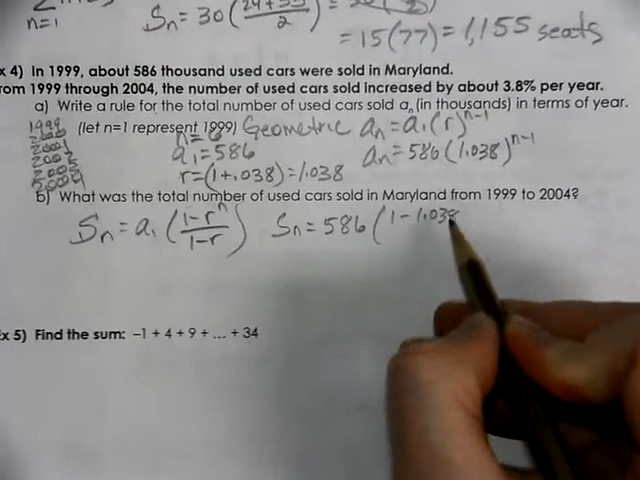 n=1
Sn = 30 ( / 2 ) =
= 15(77) = 1,155 seats
x 4) In 1999, about 586 thousand used cars were sold in Maryland.
rom 1999 through 2004, the number of used cars sold increased by about 3.8% per year.
a) Write a rule for the total number of used cars sold an (in thousands) in terms of year.
(let n=1 represent 1999) Geometric an = a1(r)^n-1
1999
2000
2001
2002
2003
2004
n=6
a1 = 586
an = 586(1.038)^n-1
r = (1+.038) = 1.038
b) What was the total number of used cars sold in Maryland from 1999 to 2004?
Sn = a1 (1-r^n / 1-r) Sn = 586 (1 - 1.038
Ex 5) Find the sum: –1 + 4 + 9 + ... + 34